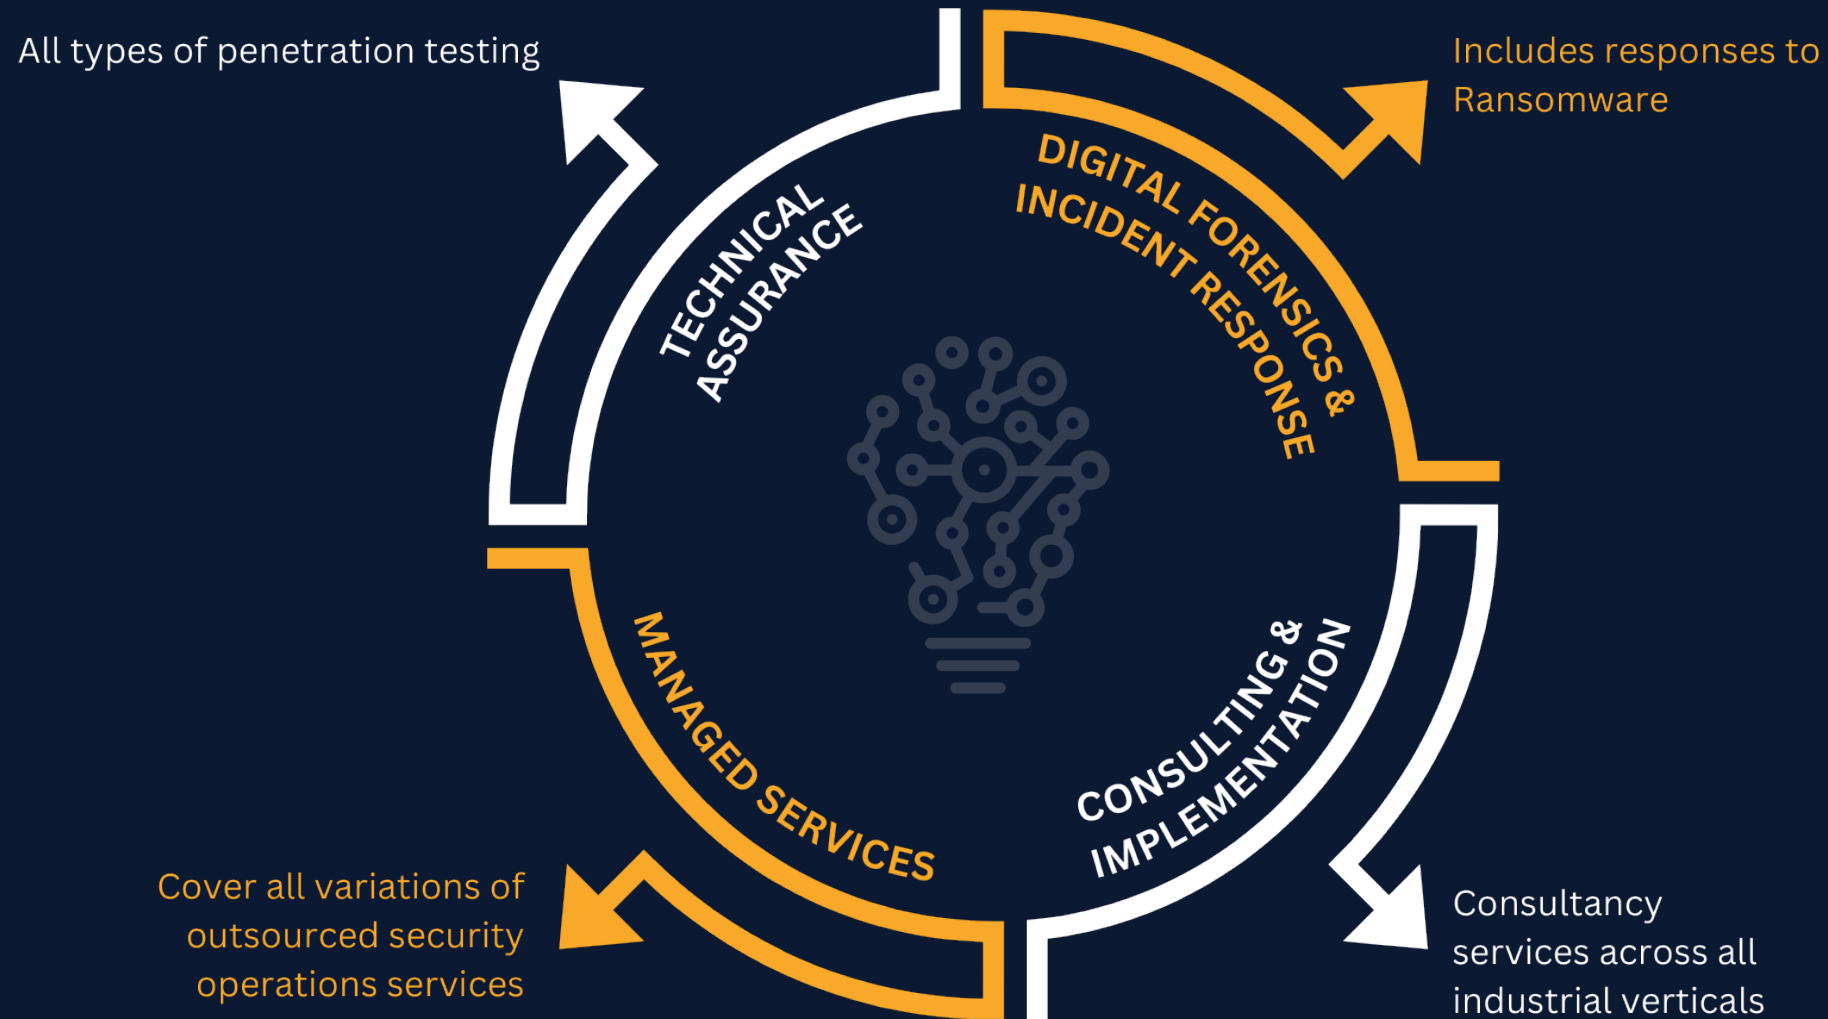 All types of penetration testing
Includes responses to
Ransomware
TECHNICAL
ASSURANCE
DIGITAL FORENSICS &
INCIDENT RESPONSE
MANAGED SERVICES
CONSULTING &
IMPLEMENTATION
Cover all variations of
outsourced security
operations services
Consultancy
services across all
industrial verticals